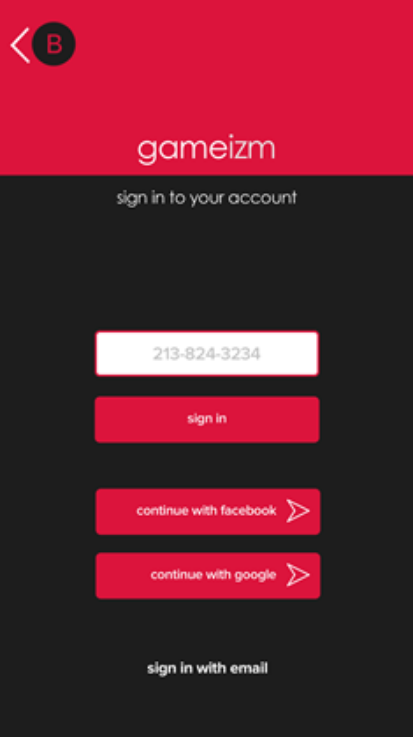 B
gameizm
sign in to your account
213-824-3234
sign in
continue with facebook
continue with google
sign in with email